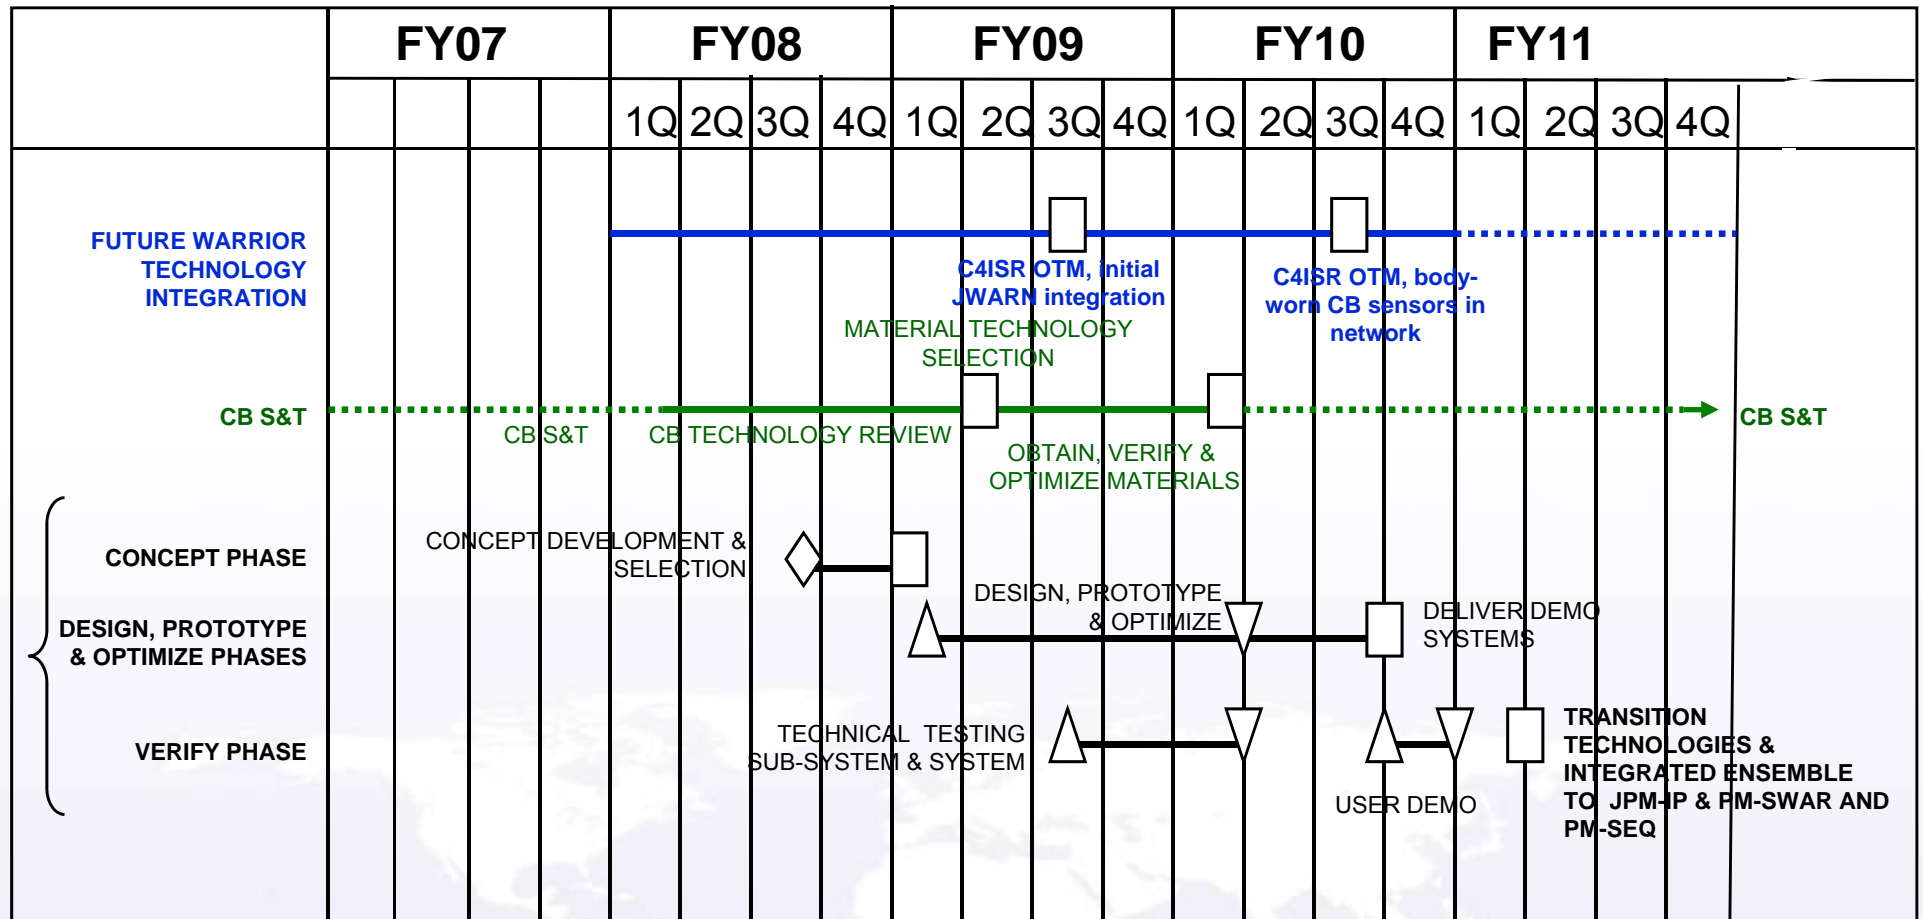 FY07 FY08 FY09 FY10 FY11
1Q 2Q 3Q 4Q 1Q 2Q 3Q 4Q 1Q 2Q 3Q 4Q 1Q 2Q 3Q 4Q
FUTURE WARRIOR
TECHNOLOGY
INTEGRATION
C4ISR OTM, initial
JWARN integration
C4ISR OTM, body-
worn CB sensors in
network
MATERIAL TECHNOLOGY
SELECTION
CB S&T
CB S&T
CB TECHNOLOGY REVIEW
OBTAIN, VERIFY &
OPTIMIZE MATERIALS
CB S&T
CONCEPT PHASE
CONCEPT DEVELOPMENT &
SELECTION
DESIGN, PROTOTYPE
& OPTIMIZE PHASES
DESIGN, PROTOTYPE
& OPTIMIZE
DELIVER DEMO
SYSTEMS
VERIFY PHASE
TECHNICAL TESTING
SUB-SYSTEM & SYSTEM
USER DEMO
TRANSITION
TECHNOLOGIES &
INTEGRATED ENSEMBLE
TO JPM-IP & PM-SWAR AND
PM-SEQ